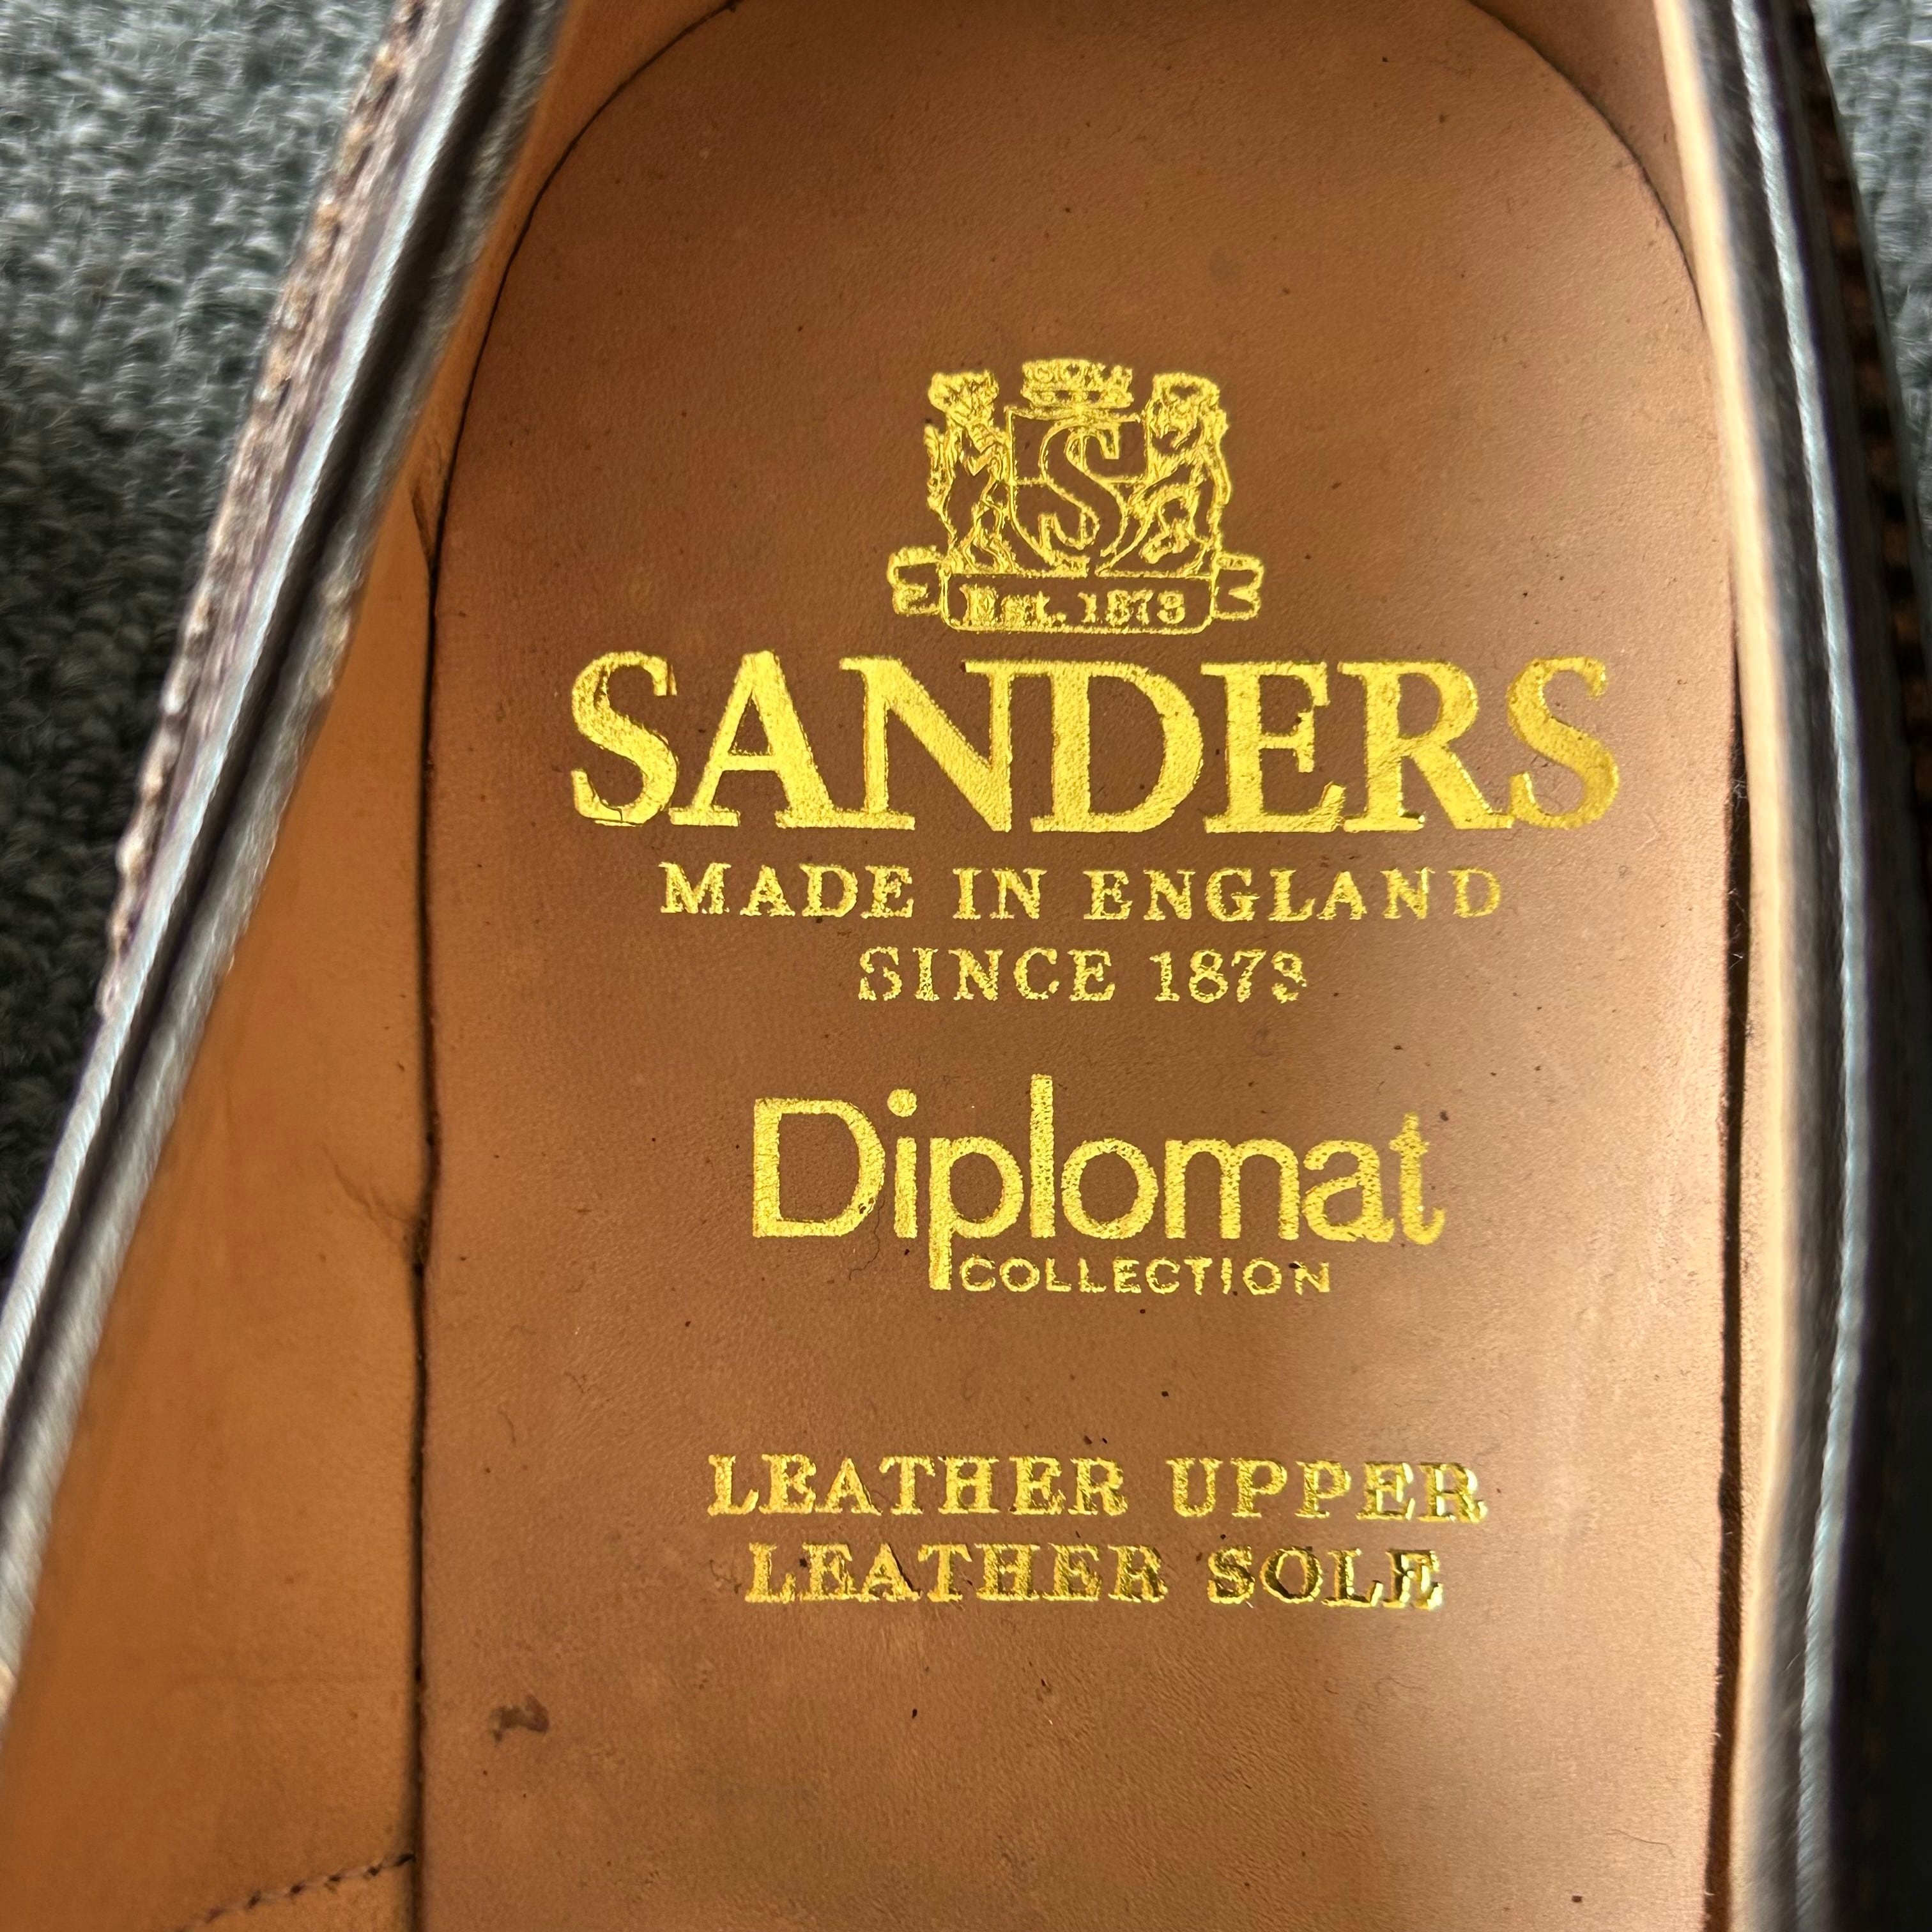 S
Est. 1873
SANDERS
MADE IN ENGLAND
SINCE 1873
Diplomat
COLLECTION
LEATHER UPPER
LEATHER SOLE